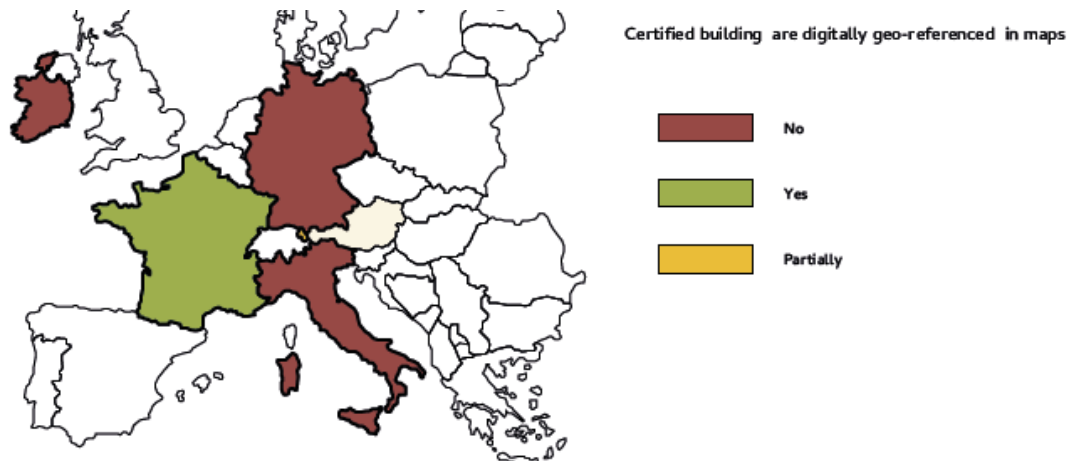 Certified building are digitally geo-referenced in maps
No
Yes
Partially